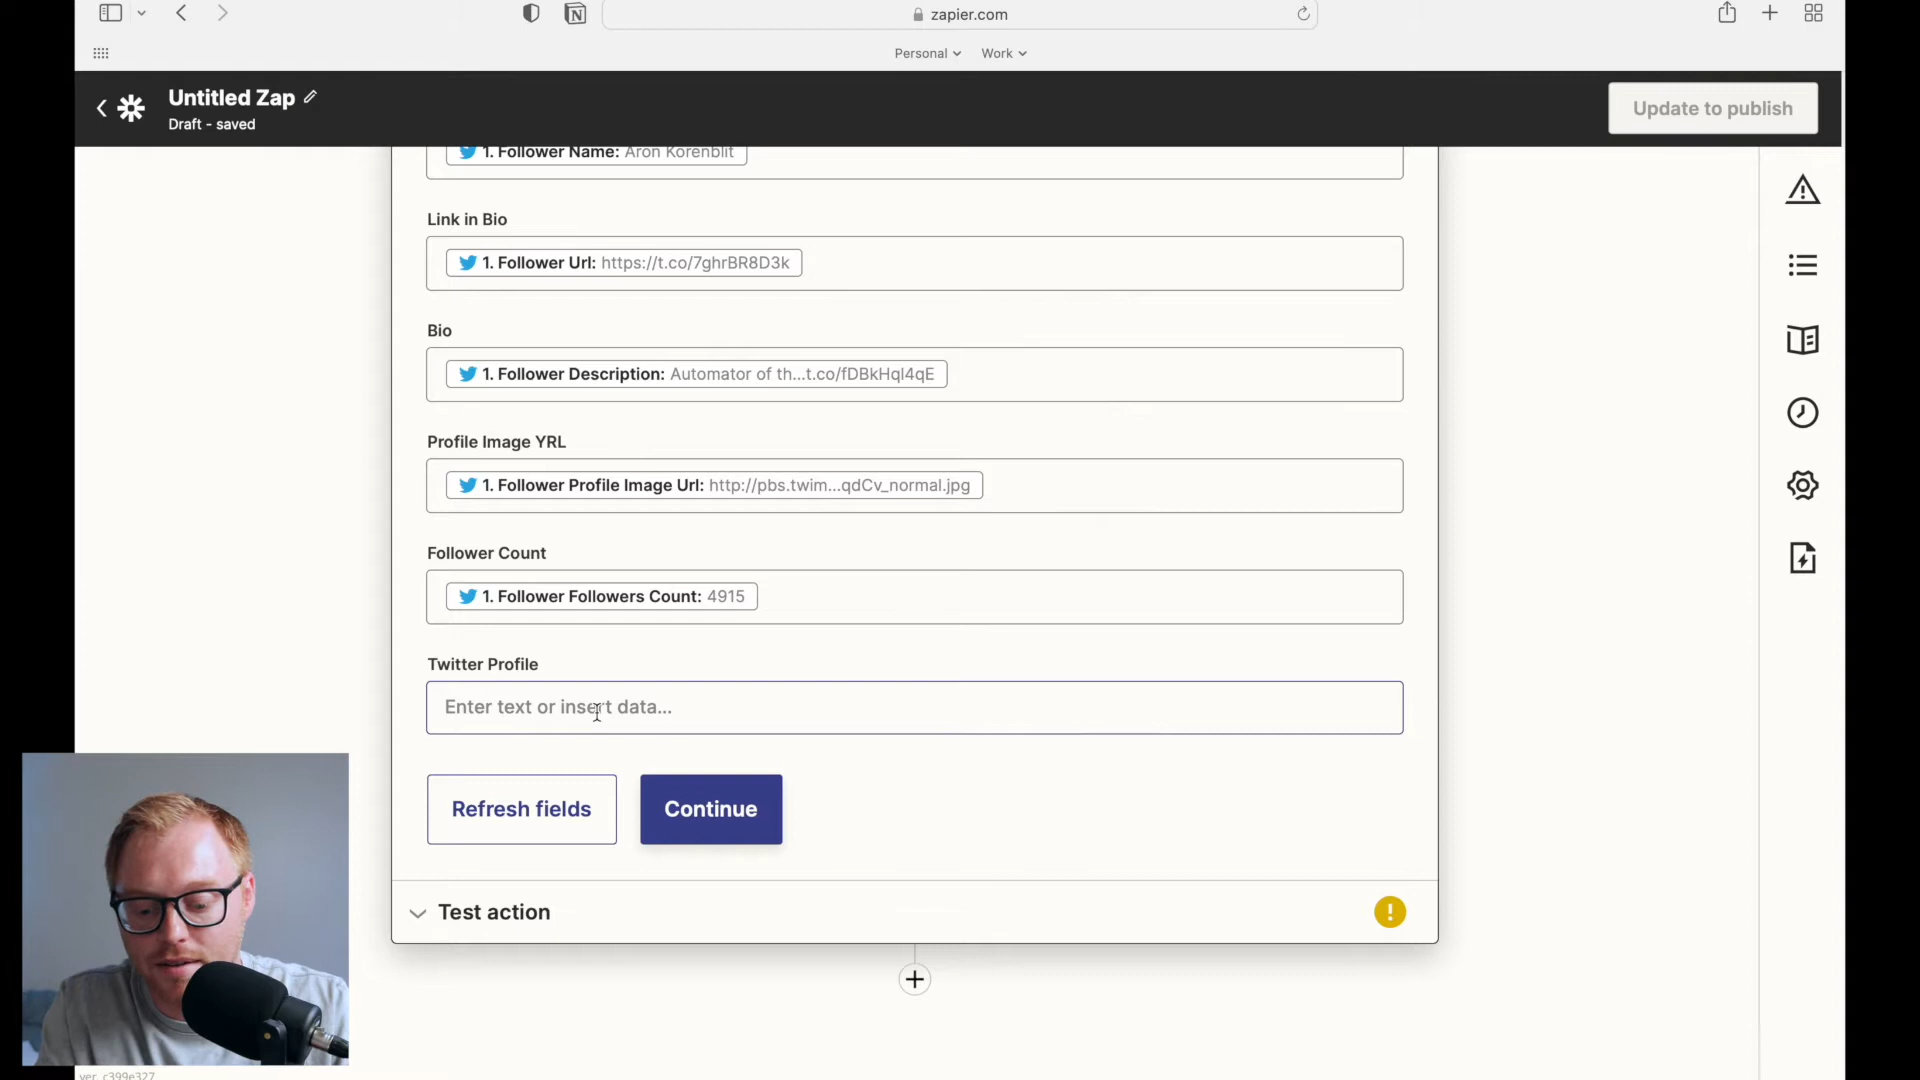 zapier.com
Personal
Work
Untitled Zap
Draft - saved
Update to publish
1. Follower Name: Aron Korenblit
Link in Bio
1. Follower Url: https://t.co/7ghrBR8D3k
Bio
1. Follower Description: Automator of th...t.co/fDBkHql4qE
Profile Image YRL
1. Follower Profile Image Url: http://pbs.twim...qdCv_normal.jpg
Follower Count
1. Follower Followers Count: 4915
Twitter Profile
Enter text or insert data...
Refresh fields
Continue
Test action
ver. c399e327